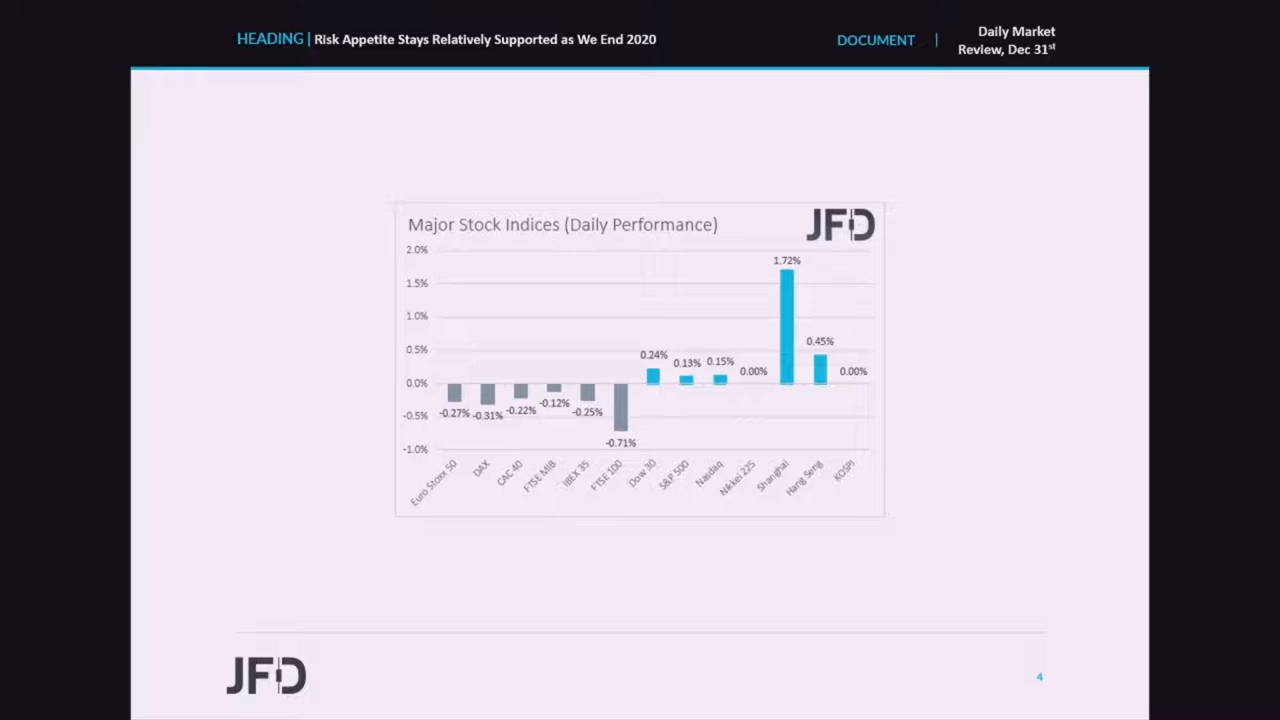 HEADING | Risk Appetite Stays Relatively Supported as We End 2020
DOCUMENT |
Daily Market
Review, Dec 31st
Major Stock Indices (Daily Performance)
JFD
2.0%
1.5%
1.0%
0.5%
0.0%
-0.5%
-1.0%
-0.27%
-0.31%
-0.22%
-0.12%
-0.25%
-0.71%
0.24%
0.13%
0.15%
0.00%
1.72%
0.45%
0.00%
Euro Stoxx 50
DAX
CAC 40
FTSE MIB
IBEX 35
FTSE 100
Dow 30
S&P 500
Nasdaq
Nikkei 225
Shanghai
Hang Seng
KOSPI
JFD
4